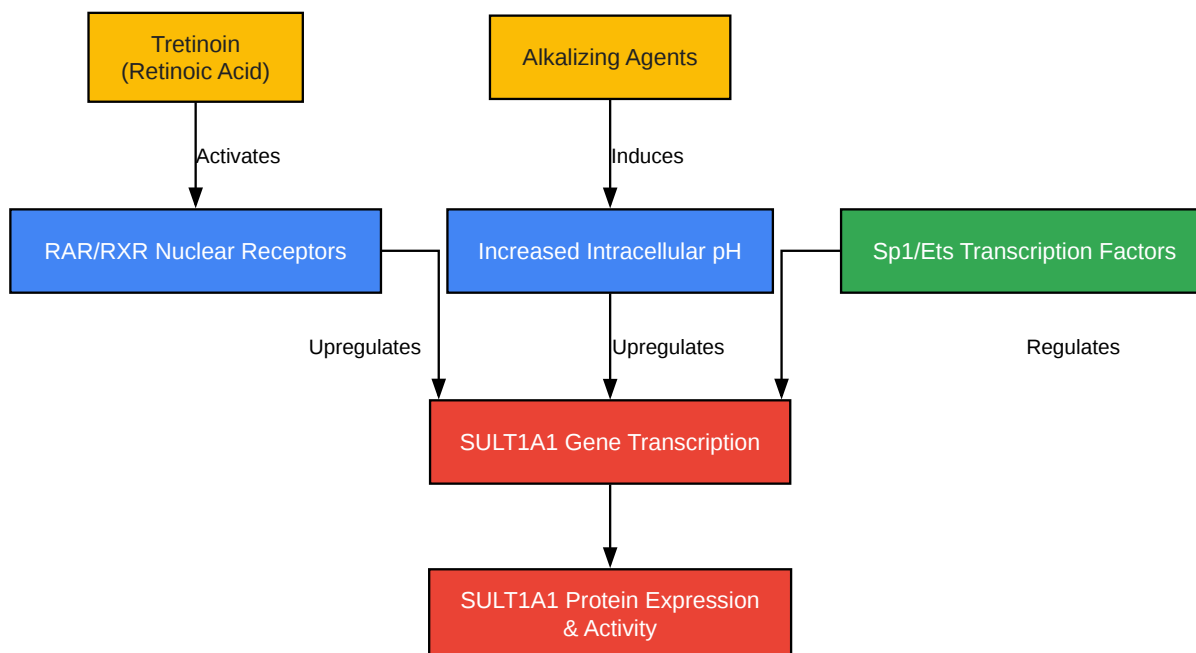 Tretinoin
(Retinoic Acid)
Alkalizing Agents
Activates
Induces
RAR/RXR Nuclear Receptors
Increased Intracellular pH
Sp1/Ets Transcription Factors
Upregulates
Upregulates
Regulates
SULT1A1 Gene Transcription
SULT1A1 Protein Expression
& Activity